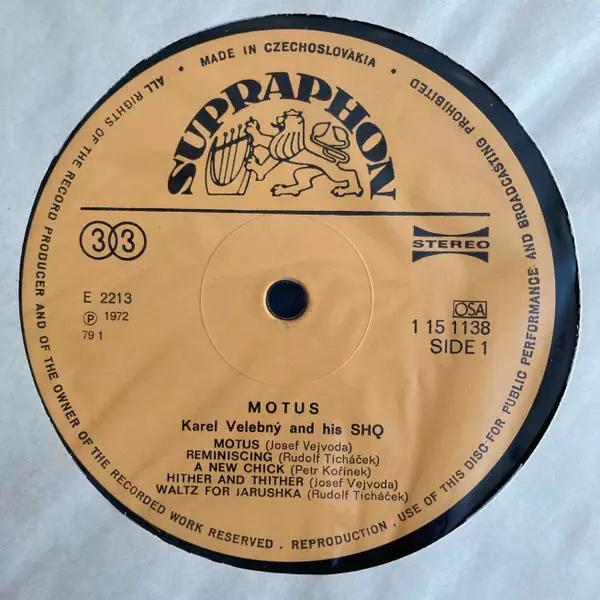 ALL RIGHTS OF THE RECORD PRODUCER AND OF THE OWNER OF THE RECORDED WORK RESERVED . REPRODUCTION . USE OF THIS DISC FOR PUBLIC PERFORMANCE AND BROADCASTING PROHIBITED
• MADE IN CZECHOSLOVAKIA •
SUPRAPHON
33
STEREO
E 2213
Ⓟ 1972
79 1
OSA
1 15 1138
SIDE 1
MOTUS
Karel Velebný and his SHQ
MOTUS (Josef Vejvoda)
REMINISCING (Rudolf Ticháček)
A NEW CHICK (Petr Kořinek)
HITHER AND THITHER (Josef Vejvoda)
WALTZ FOR JARUSHKA (Rudolf Ticháček)